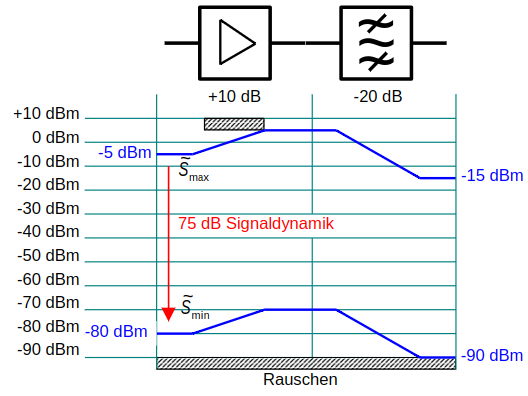 +10 dB
-20 dB
+10 dBm
0 dBm
-5 dBm
-10 dBm
S̃max
-15 dBm
-20 dBm
-30 dBm
75 dB Signaldynamik
-40 dBm
-50 dBm
-60 dBm
-70 dBm
S̃min
-80 dBm
-80 dBm
-90 dBm
-90 dBm
Rauschen